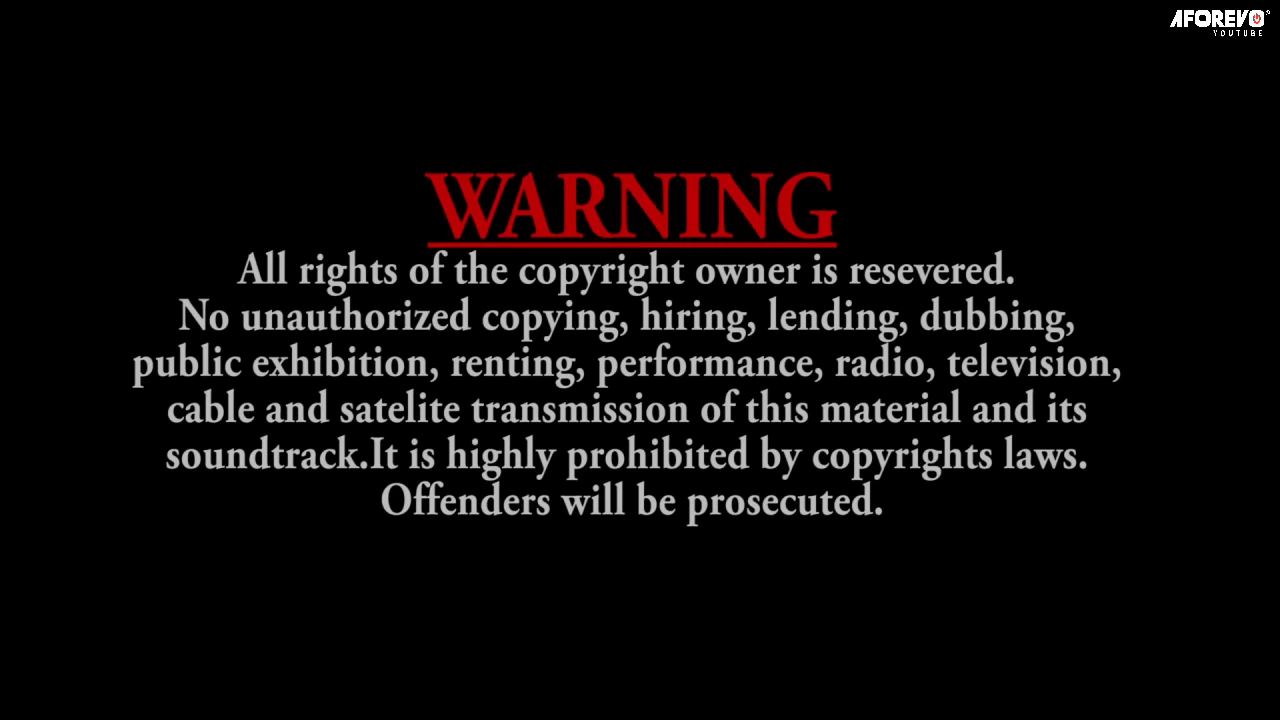 AFOREVO
YOUTUBE
WARNING
All rights of the copyright owner is resevered.
No unauthorized copying, hiring, lending, dubbing,
public exhibition, renting, performance, radio, television,
cable and satelite transmission of this material and its
soundtrack.It is highly prohibited by copyrights laws.
Offenders will be prosecuted.